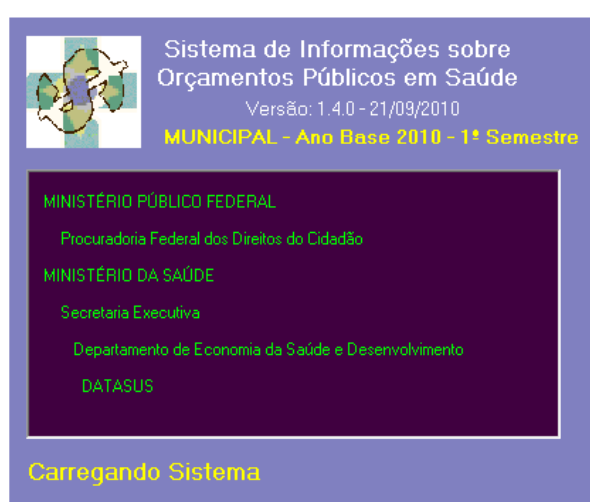 Sistema de Informações sobre
Orçamentos Públicos em Saúde
Versão: 1.4.0 - 21/09/2010
MUNICIPAL - Ano Base 2010 - 1º Semestre
MINISTÉRIO PÚBLICO FEDERAL
Procuradoria Federal dos Direitos do Cidadão
MINISTÉRIO DA SAÚDE
Secretaria Executiva
Departamento de Economia da Saúde e Desenvolvimento
DATASUS
Carregando Sistema